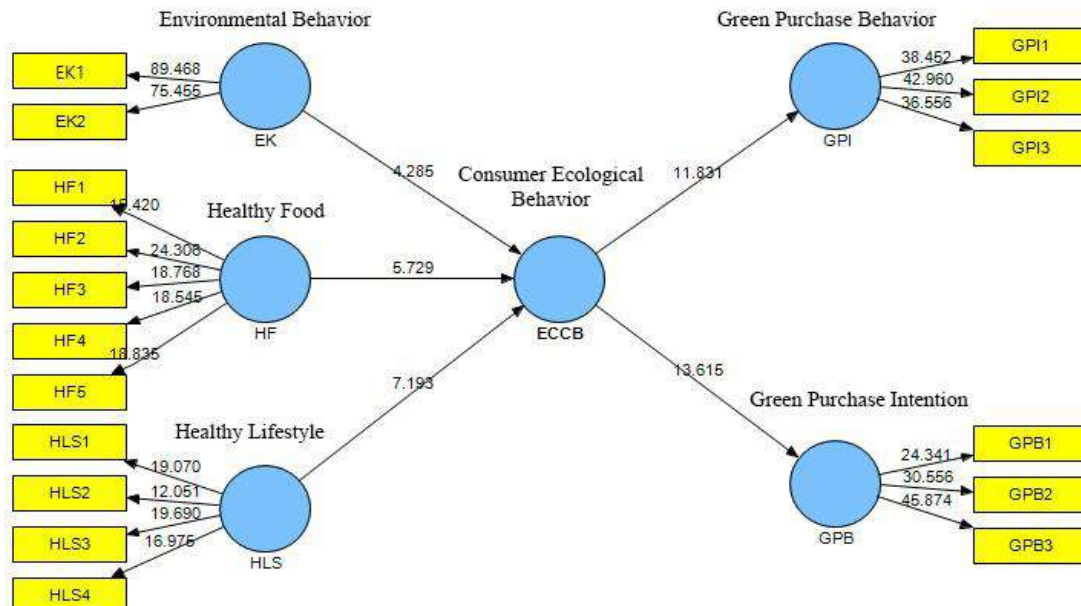 Environmental Behavior
Green Purchase Behavior
EK1
89.468
EK2
75.455
EK
GPI1
38.452
GPI2
42.960
GPI3
36.556
GPI
4.285
11.831
Consumer Ecological
Behavior
HF1
Healthy Food
HF2
24.306
HF3
18.768
HF4
18.545
HF5
18.835
HF
5.729
ECCB
7.193
13.615
Healthy Lifestyle
HLS1
19.070
HLS2
12.051
HLS3
19.690
HLS4
16.975
HLS
Green Purchase Intention
GPB1
24.341
GPB2
30.556
GPB3
45.874
GPB